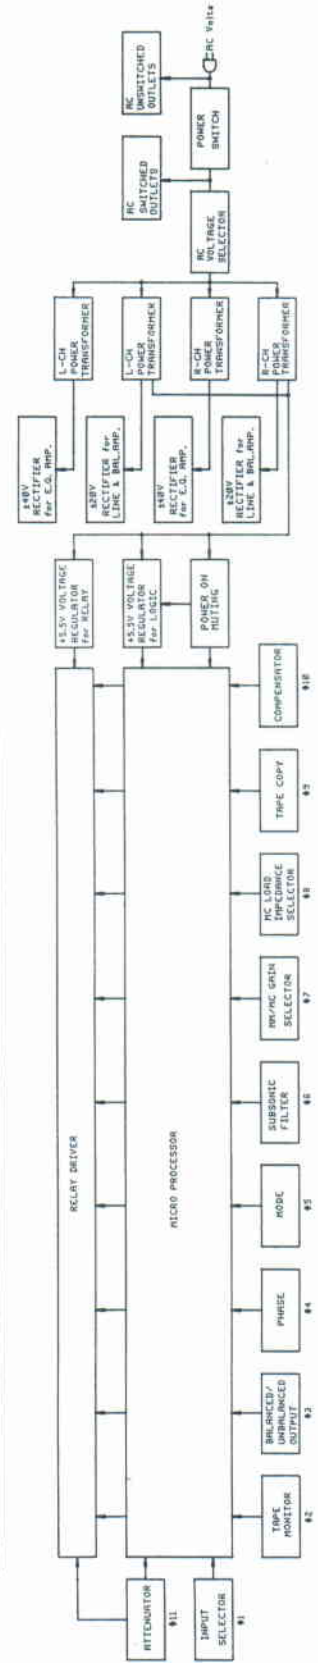 AC Volts
AC
UNSWITCHED
OUTLETS
POWER
SWITCH
AC
SWITCHED
OUTLETS
AC
VOLTAGE
SELECTOR
L-CH
POWER
TRANSFORMER
L-CH
POWER
TRANSFORMER
R-CH
POWER
TRANSFORMER
R-CH
POWER
TRANSFORMER
±40V
RECTIFIER
for E.Q. AMP.
±20V
RECTIFIER for
LINE & BAL.AMP.
±40V
RECTIFIER
for E.Q. AMP.
±20V
RECTIFIER for
LINE & BAL.AMP.
+5.5V VOLTAGE
REGULATOR
for RELAY
+5.5V VOLTAGE
REGULATOR
for LOGIC
POWER ON
MUTING
RELAY DRIVER
MICRO PROCESSOR
COMPENSATOR
#10
TAPE COPY
#9
MC LOAD
IMPEDANCE
SELECTOR
#8
MM/MC GAIN
SELECTOR
#7
SUBSONIC
FILTER
#6
MODE
#5
PHASE
#4
BALANCED/
UNBALANCED
OUTPUT
#3
TAPE
MONITOR
#2
ATTENUATOR
#11
INPUT
SELECTOR
#1